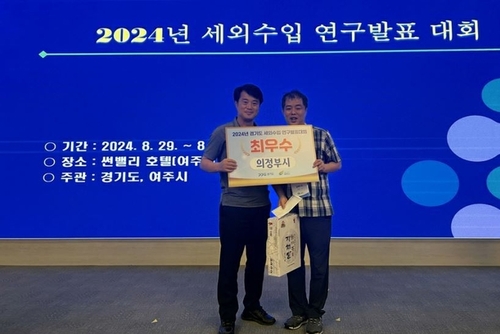 2024년 세외수입 연구발표 대회
○ 기간 : 2024. 8. 29. ~ 8
○ 장소 : 썬밸리 호텔(여주
○ 주관 : 경기도, 여주시
2024년 경기도 세외수입 연구발표대회
최우수
의정부시